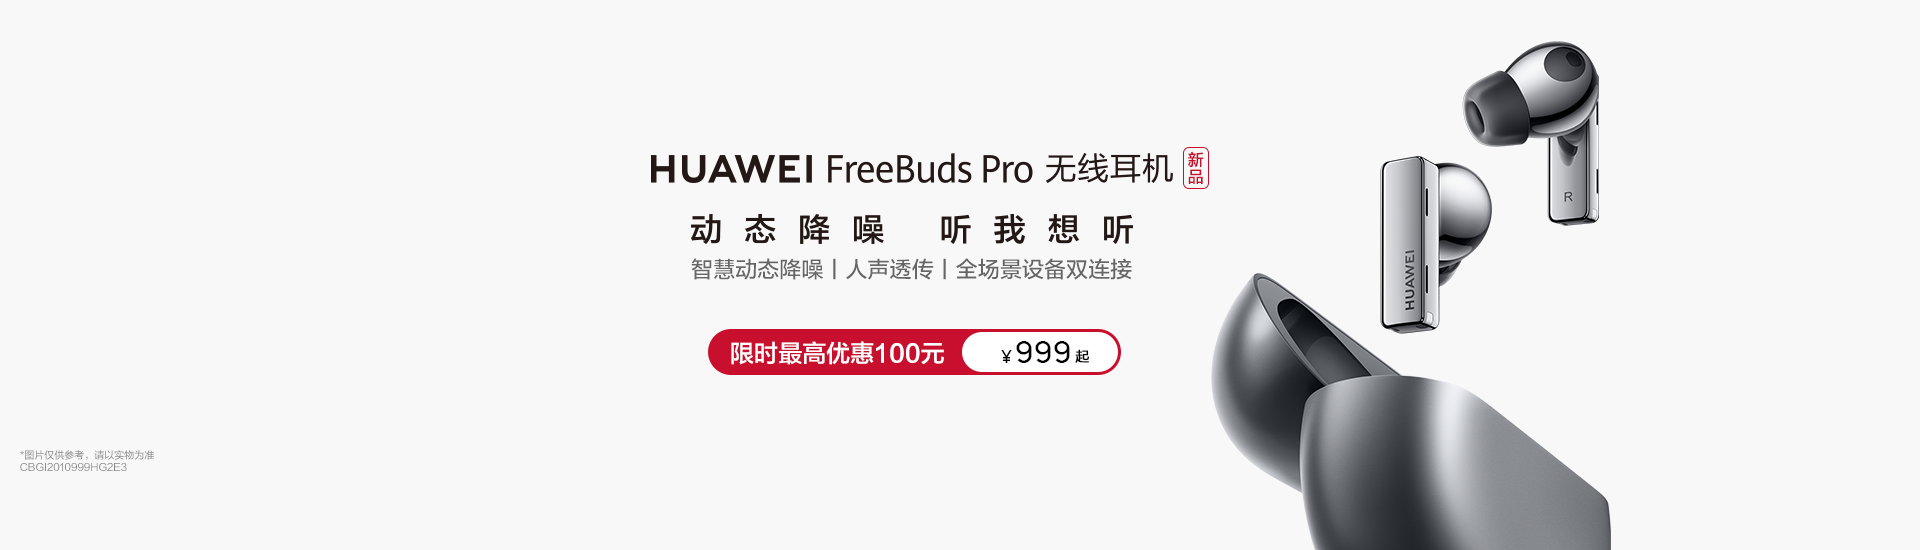 HUAWEI FreeBuds Pro 无线耳机 新品
动态降噪 听我想听
智慧动态降噪丨人声透传丨全场景设备双连接
限时最高优惠100元 ¥999起
R
HUAWEI
*图片仅供参考，请以实物为准
CBGI2010999HG2E3